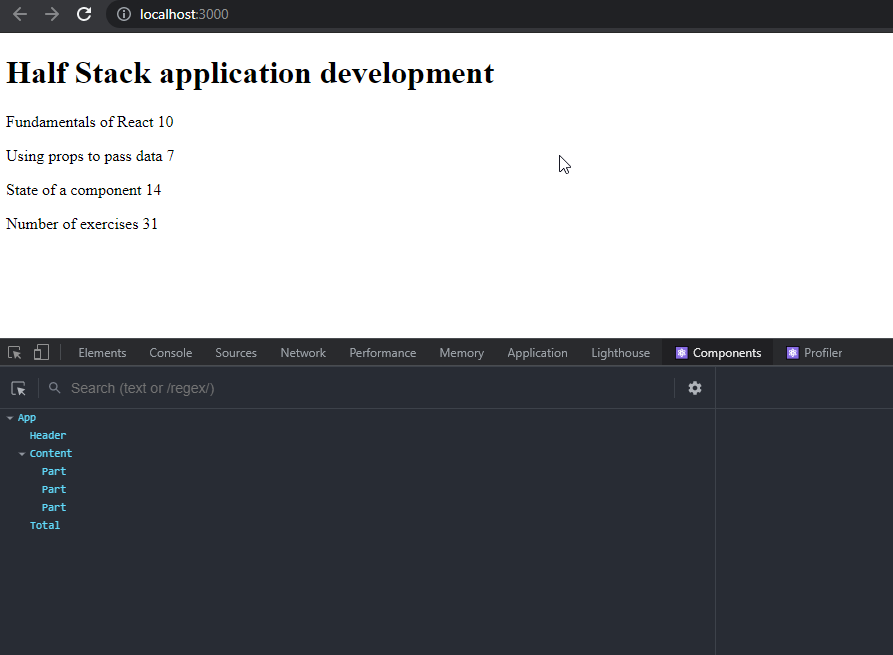 localhost:3000
Half Stack application development
Fundamentals of React 10
Using props to pass data 7
State of a component 14
Number of exercises 31
Elements Console Sources Network Performance Memory Application Lighthouse Components Profiler
Search (text or /regex/)
App
Header
Content
Part
Part
Part
Total